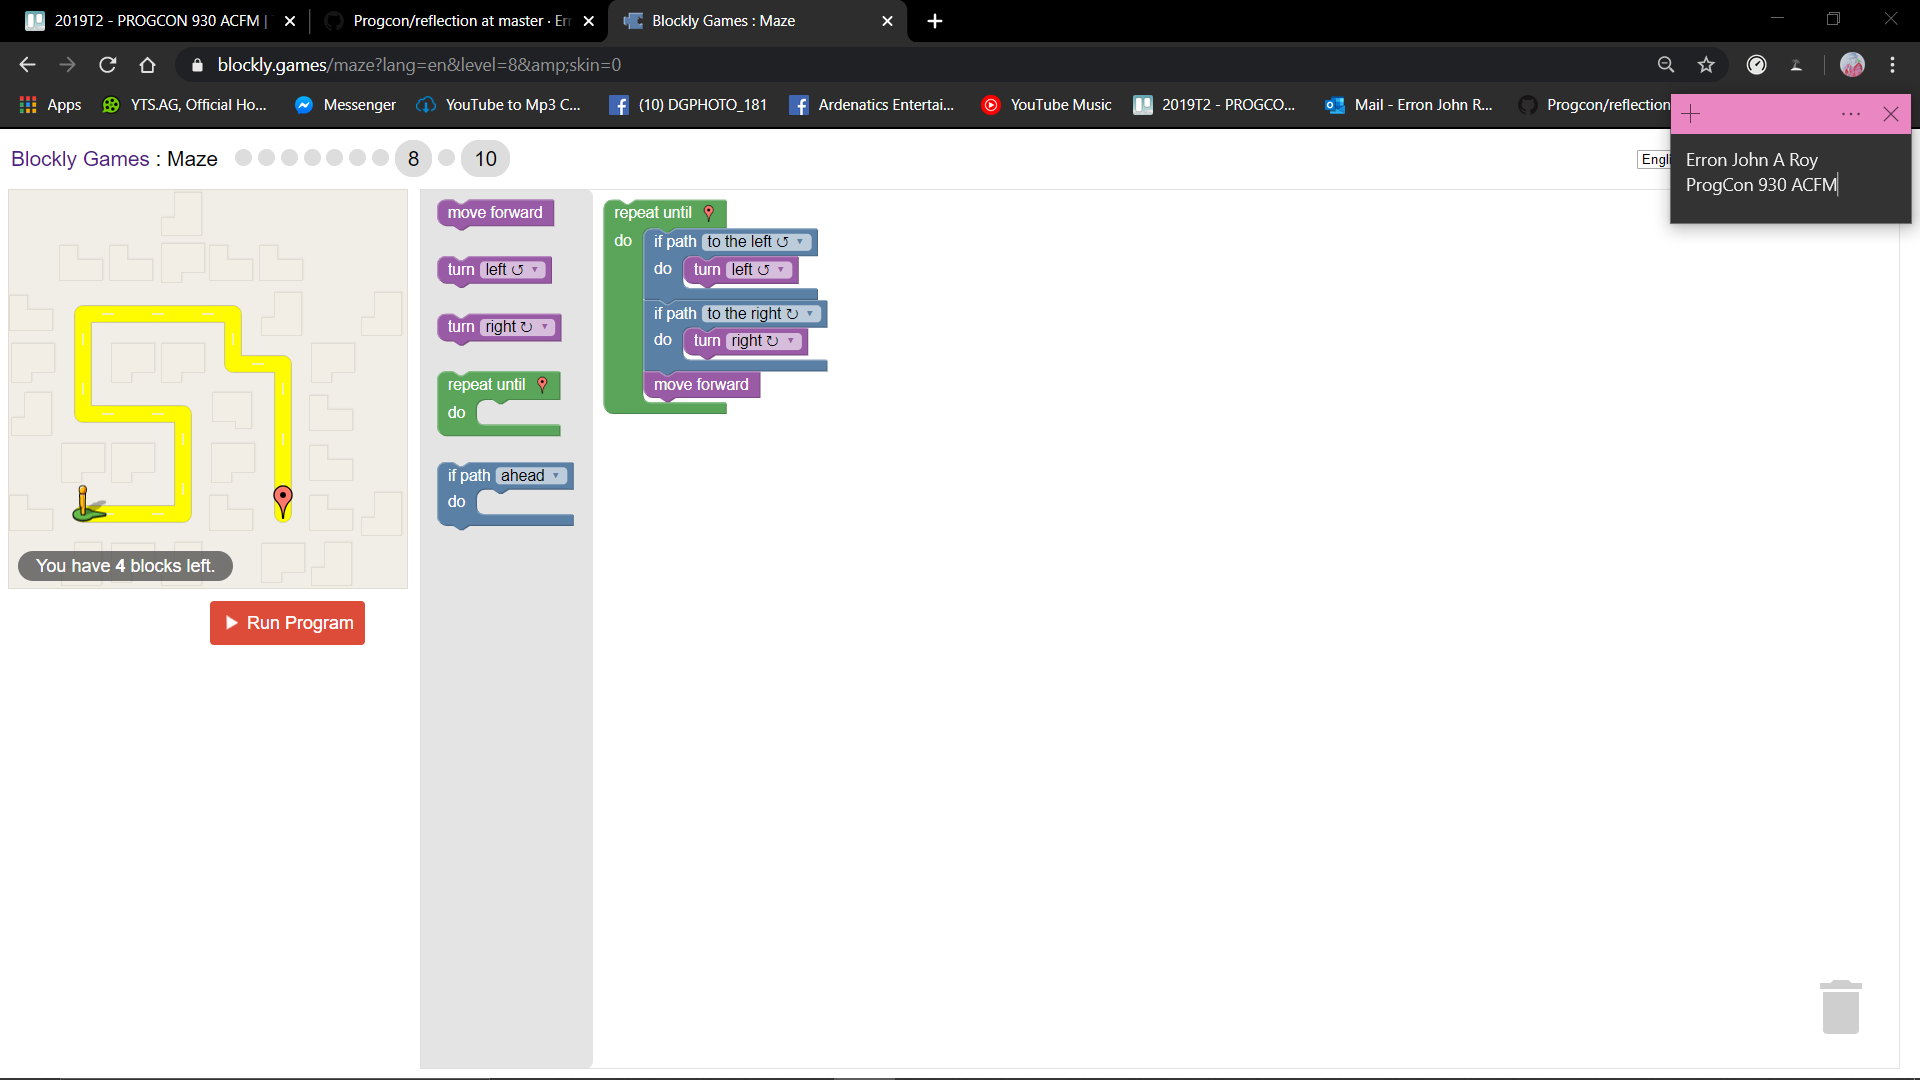 2019T2 - PROGCON 930 ACFM |
Progcon/reflection at master · Er
Blockly Games : Maze
blockly.games/maze?lang=en&level=8&amp;skin=0
Apps
YTS.AG, Official Ho...
Messenger
YouTube to Mp3 C...
(10) DGPHOTO_181
Ardenatics Entertai...
YouTube Music
2019T2 - PROGCO...
Mail - Erron John R...
Progcon/reflection
Blockly Games : Maze
8
10
Engli
Erron John A Roy
ProgCon 930 ACFM
You have 4 blocks left.
Run Program
move forward
turn left ↺
turn right ↻
repeat until
do
if path ahead
do
repeat until
do
if path to the left ↺
do turn left ↺
if path to the right ↻
do turn right ↻
move forward